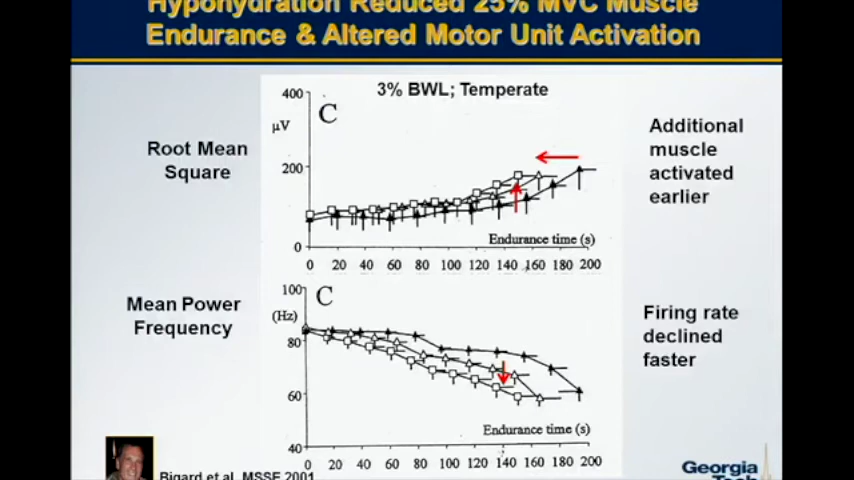 Hypohydration Reduced 25% MVC Muscle
Endurance & Altered Motor Unit Activation
3% BWL; Temperate
400
C
µV
Root Mean
Square
200
0
Endurance time (s)
0 20 40 60 80 100 120 140 160 180 200
Additional
muscle
activated
earlier
100
C
(Hz)
Mean Power
Frequency
80
60
40
Endurance time (s)
0 20 40 60 80 100 120 140 160 180 200
Firing rate
declined
faster
Bigard et al. MSSE 2001
Georgia
Tech